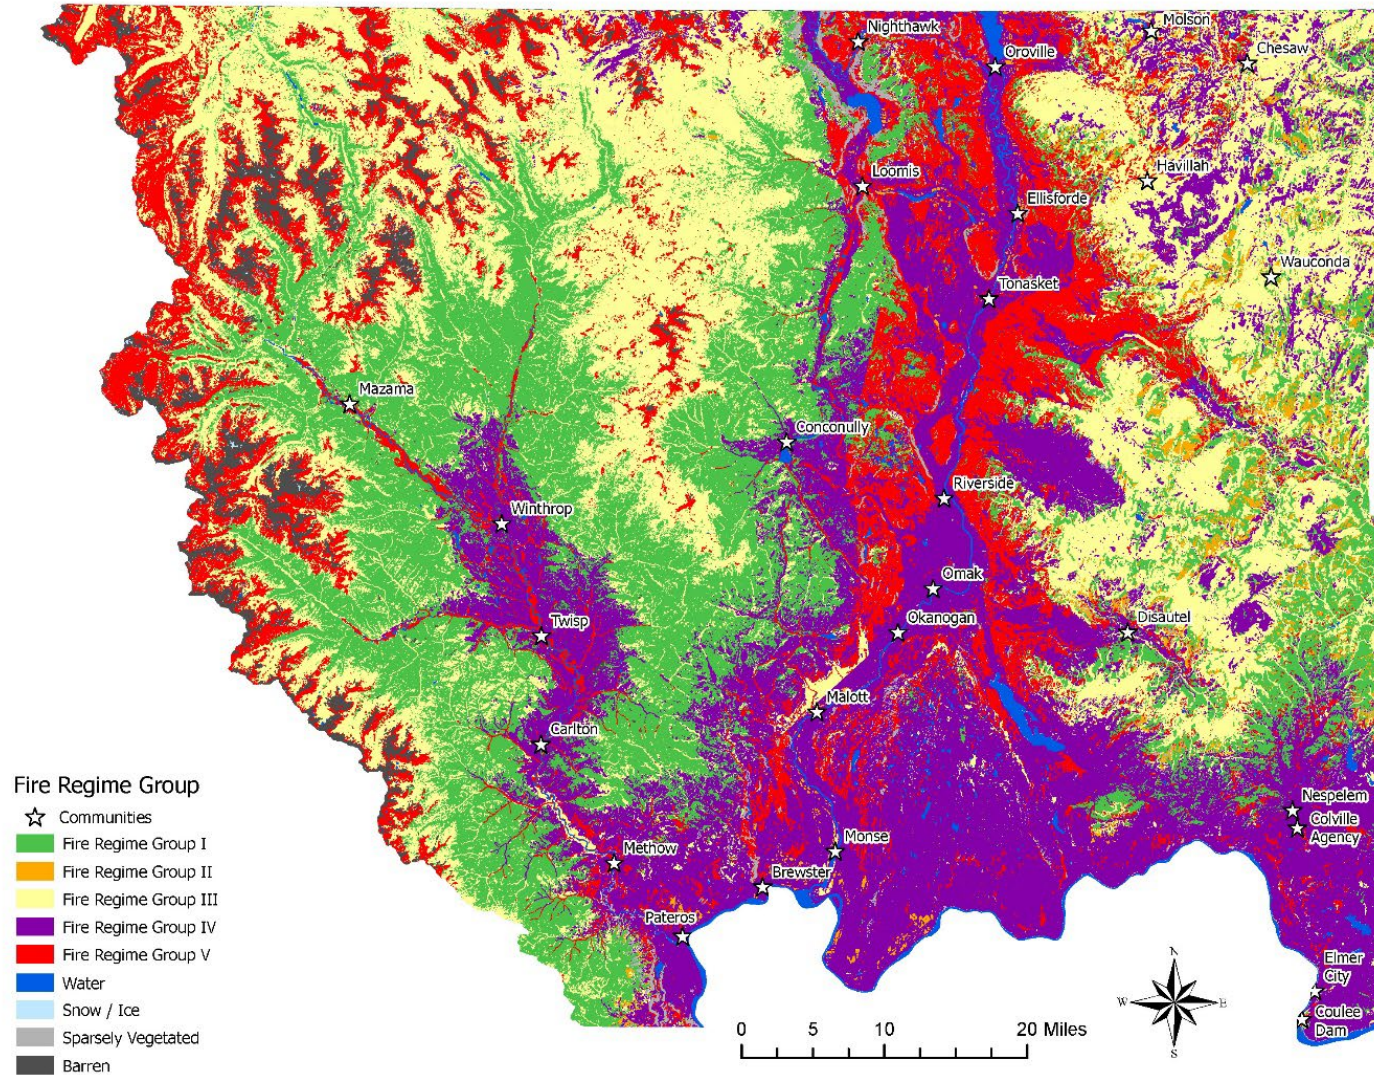 Molson
Nighthawk
Chesaw
Oroville
Loomis
Havillah
Ellisforde
Wauconda
Tonasket
Mazama
Conconully
Riverside
Winthrop
Omak
Twisp
Okanogan
Disautel
Malott
Carlton
Fire Regime Group
Communities
Fire Regime Group I
Fire Regime Group II
Fire Regime Group III
Fire Regime Group IV
Fire Regime Group V
Water
Snow / Ice
Sparsely Vegetated
Barren
Nespelem
Colville
Agency
Monse
Methow
Brewster
Pateros
N
W
E
S
Elmer
City
Coulee
Dam
0
5
10
20 Miles